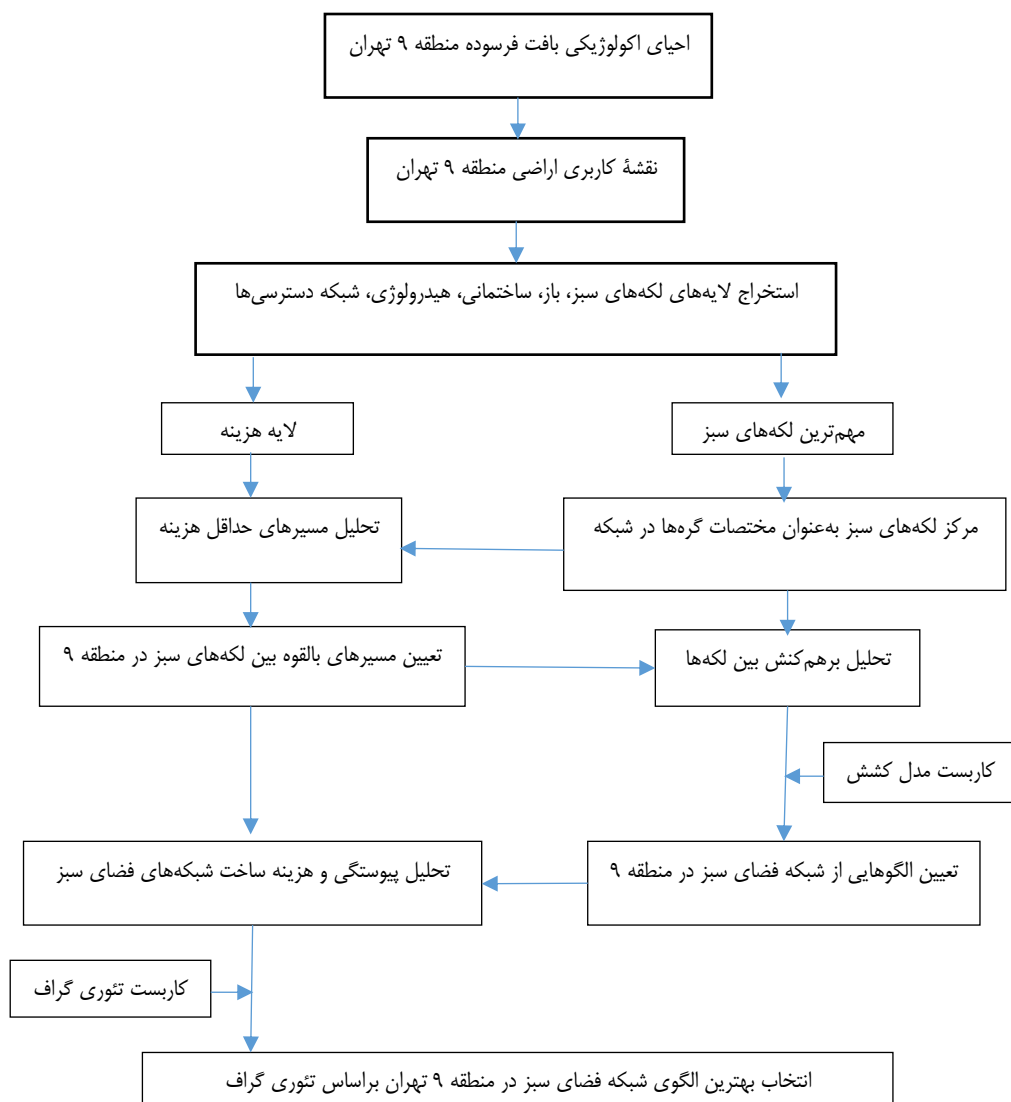 احیای اکولوژیکی بافت فرسوده منطقه ۹ تهران
نقشهٔ کاربری اراضی منطقه ۹ تهران
استخراج لایه‌های لکه‌های سبز، باز، ساختمانی، هیدرولوژی، شبکه دسترسی‌ها
مهم‌ترین لکه‌های سبز
لایه هزینه
مرکز لکه‌های سبز به‌عنوان مختصات گره‌ها در شبکه
تحلیل مسیرهای حداقل هزینه
تحلیل برهم‌کنش بین لکه‌ها
تعیین مسیرهای بالقوه بین لکه‌های سبز در منطقه ۹
کاربست مدل کشش
تعیین الگوهایی از شبکه فضای سبز در منطقه ۹
تحلیل پیوستگی و هزینه ساخت شبکه‌های فضای سبز
کاربست تئوری گراف
انتخاب بهترین الگوی شبکه فضای سبز در منطقه ۹ تهران براساس تئوری گراف